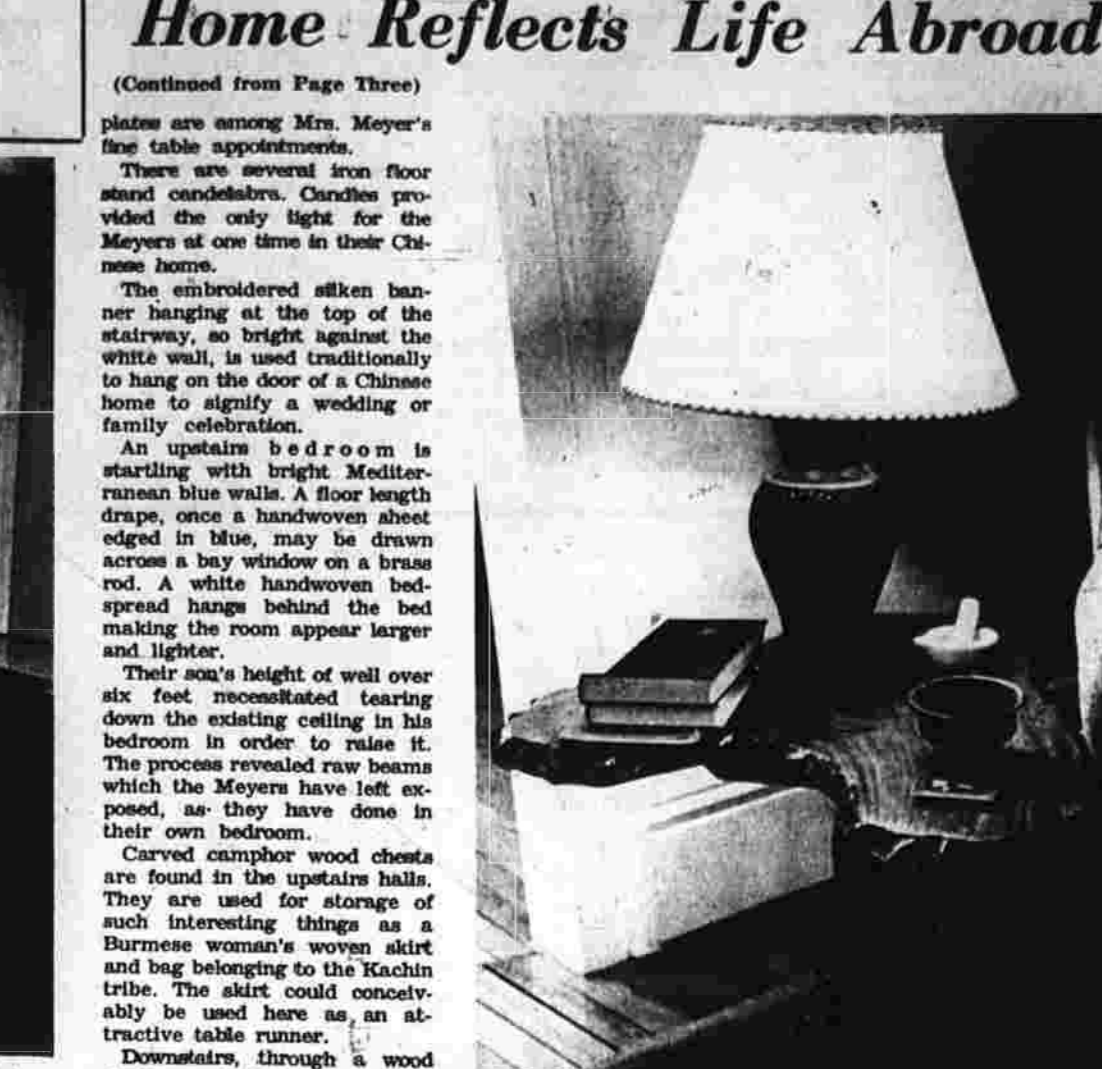 Home Reflects Life Abroad
(Continued from Page Three)
plates are among Mrs. Meyer's
fine table appointments.
There are several iron floor
stand candelabra. Candles pro-
vided the only light for the
Meyers at one time in their Chi-
nese home.
The embroidered silken ban-
ner hanging at the top of the
stairway, so bright against the
white wall, is used traditionally
to hang on the door of a Chinese
home to signify a wedding or
family celebration.
An upstairs bedroom is
startling with bright Mediter-
ranean blue walls. A floor length
drape, once a handwoven sheet
edged in blue, may be drawn
across a bay window on a brass
rod. A white handwoven bed-
spread hangs behind the bed
making the room appear larger
and lighter.
Their son's height of well over
six feet necessitated tearing
down the existing ceiling in his
bedroom in order to raise it.
The process revealed raw beams
which the Meyers have left ex-
posed, as they have done in
their own bedroom.
Carved camphor wood chests
are found in the upstairs halls.
They are used for storage of
such interesting things as a
Burmese woman's woven skirt
and bag belonging to the Kachin
tribe. The skirt could conceiv-
ably be used here as an at-
tractive table runner.
Downstairs, through a wood